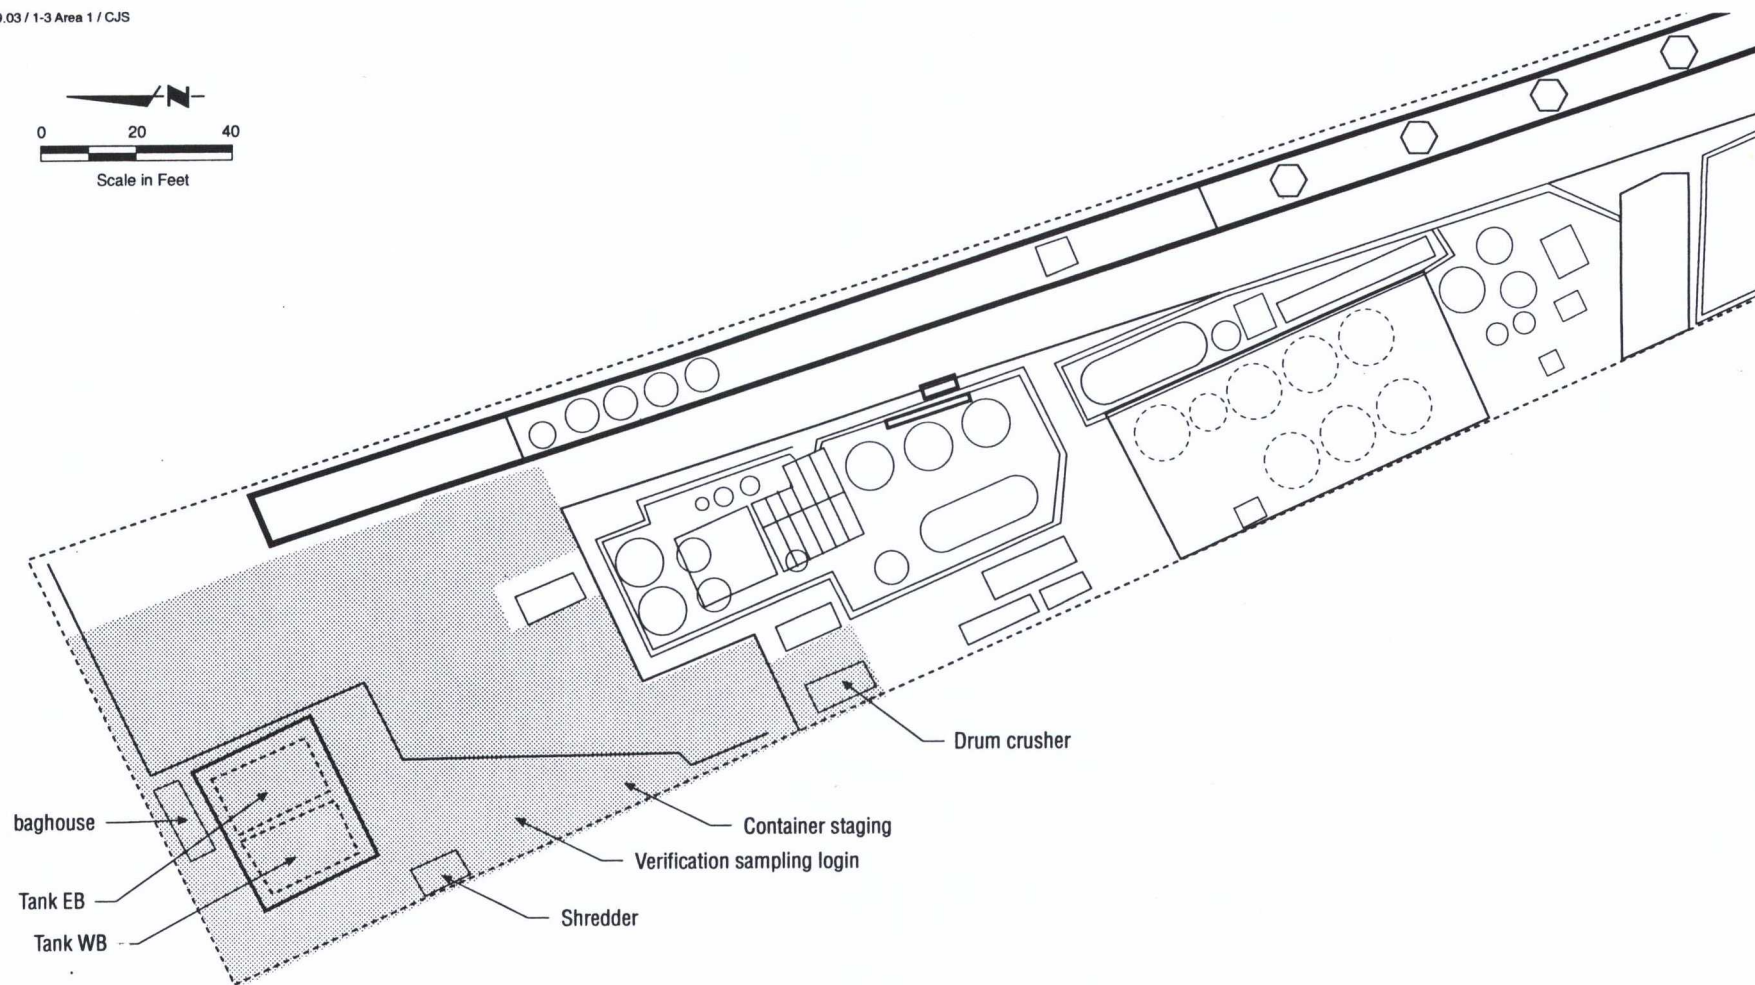 .03 / 1-3 Area 1 / CJS
N
0 20 40
Scale in Feet
Drum crusher
baghouse
Container staging
Verification sampling login
Tank EB
Shredder
Tank WB